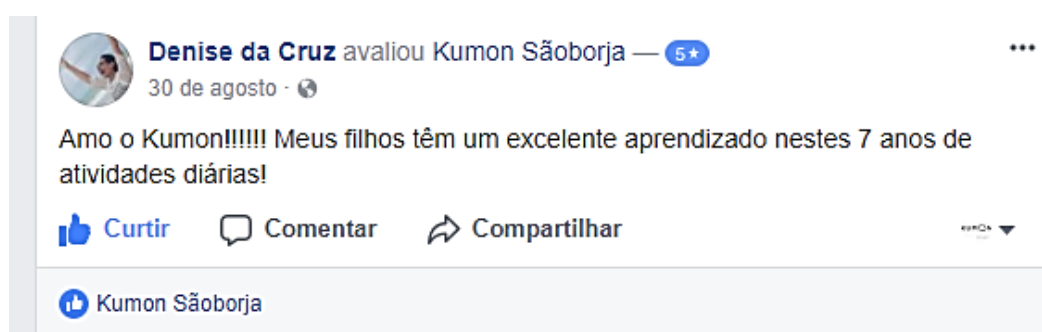 Denise da Cruz avaliou Kumon Sãoborja — 5★
30 de agosto ·
Amo o Kumon!!!!!! Meus filhos têm um excelente aprendizado nestes 7 anos de
atividades diárias!
Curtir Comentar Compartilhar
Kumon Sãoborja